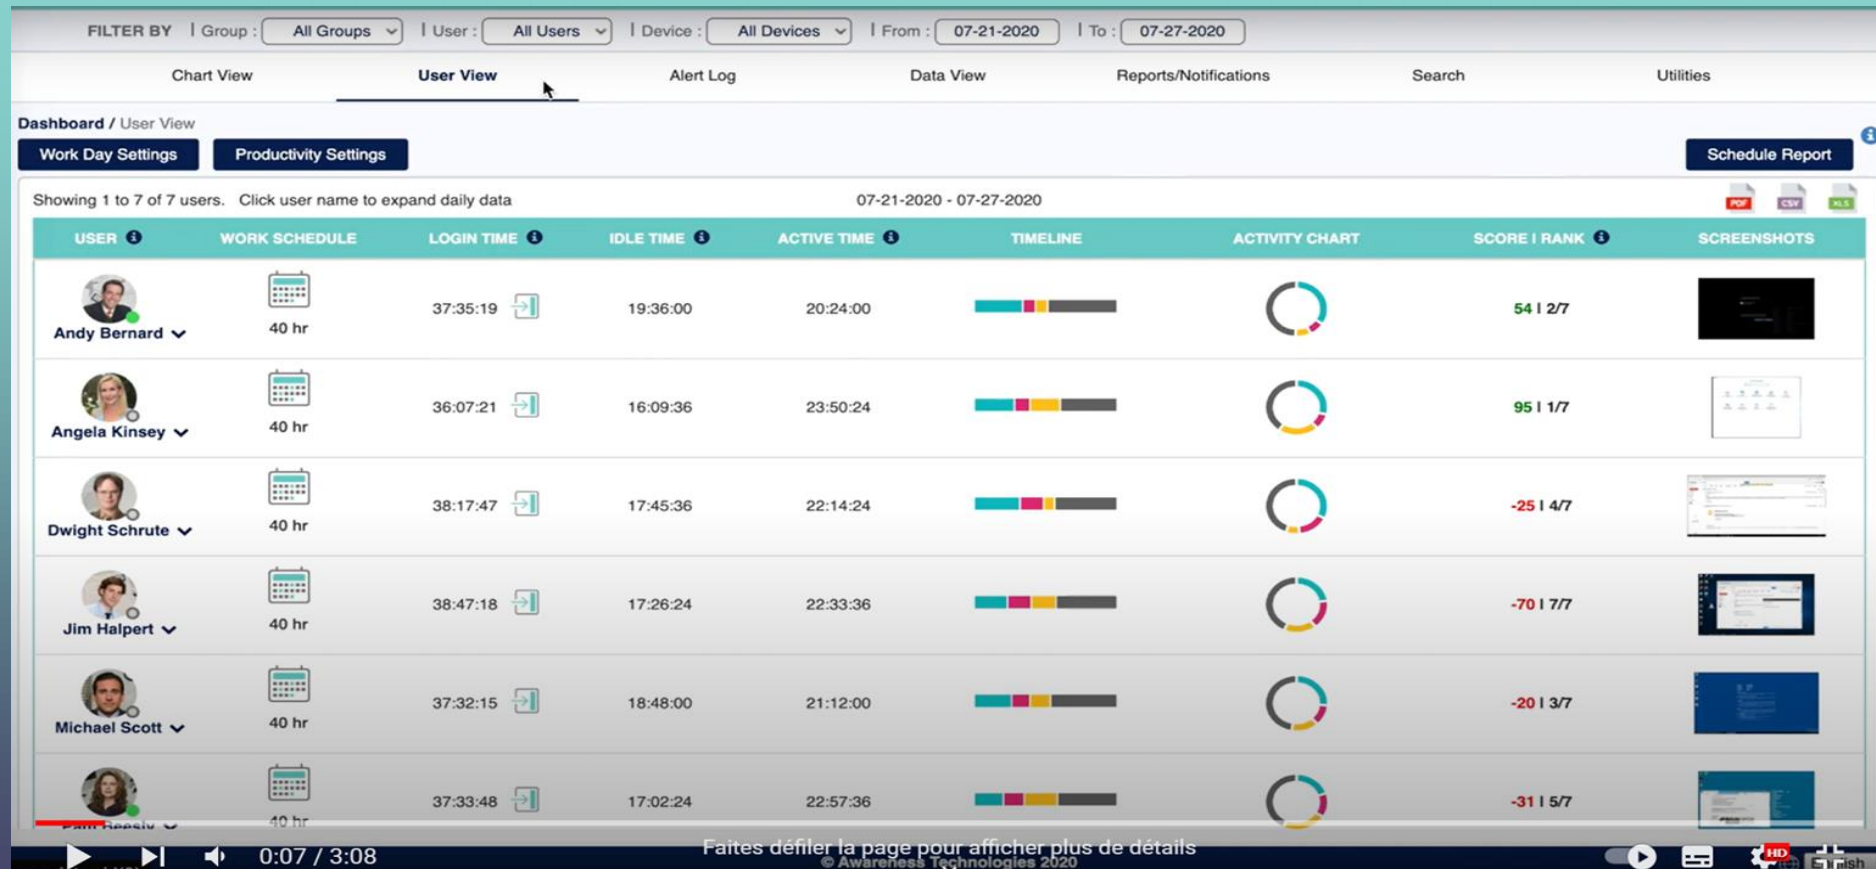 FILTER BY | Group : All Groups | User : All Users | Device : All Devices | From : 07-21-2020 | To : 07-27-2020
Chart View User View Alert Log Data View Reports/Notifications Search Utilities
Dashboard / User View
Work Day Settings Productivity Settings Schedule Report
Showing 1 to 7 of 7 users. Click user name to expand daily data 07-21-2020 - 07-27-2020 PDF CSV XLS
USER WORK SCHEDULE LOGIN TIME IDLE TIME ACTIVE TIME TIMELINE ACTIVITY CHART SCORE | RANK SCREENSHOTS
37:35:19 19:36:00 20:24:00 54 | 2/7
Andy Bernard 40 hr
36:07:21 16:09:36 23:50:24 95 | 1/7
Angela Kinsey 40 hr
38:17:47 17:45:36 22:14:24 -25 | 4/7
Dwight Schrute 40 hr
38:47:18 17:26:24 22:33:36 -70 | 7/7
Jim Halpert 40 hr
37:32:15 18:48:00 21:12:00 -20 | 3/7
Michael Scott 40 hr
37:33:48 17:02:24 22:57:36 -31 | 5/7
Pam Beesly 40 hr
Faites défiler la page pour afficher plus de détails
0:07 / 3:08 HD
© Awareness Technologies 2020 English